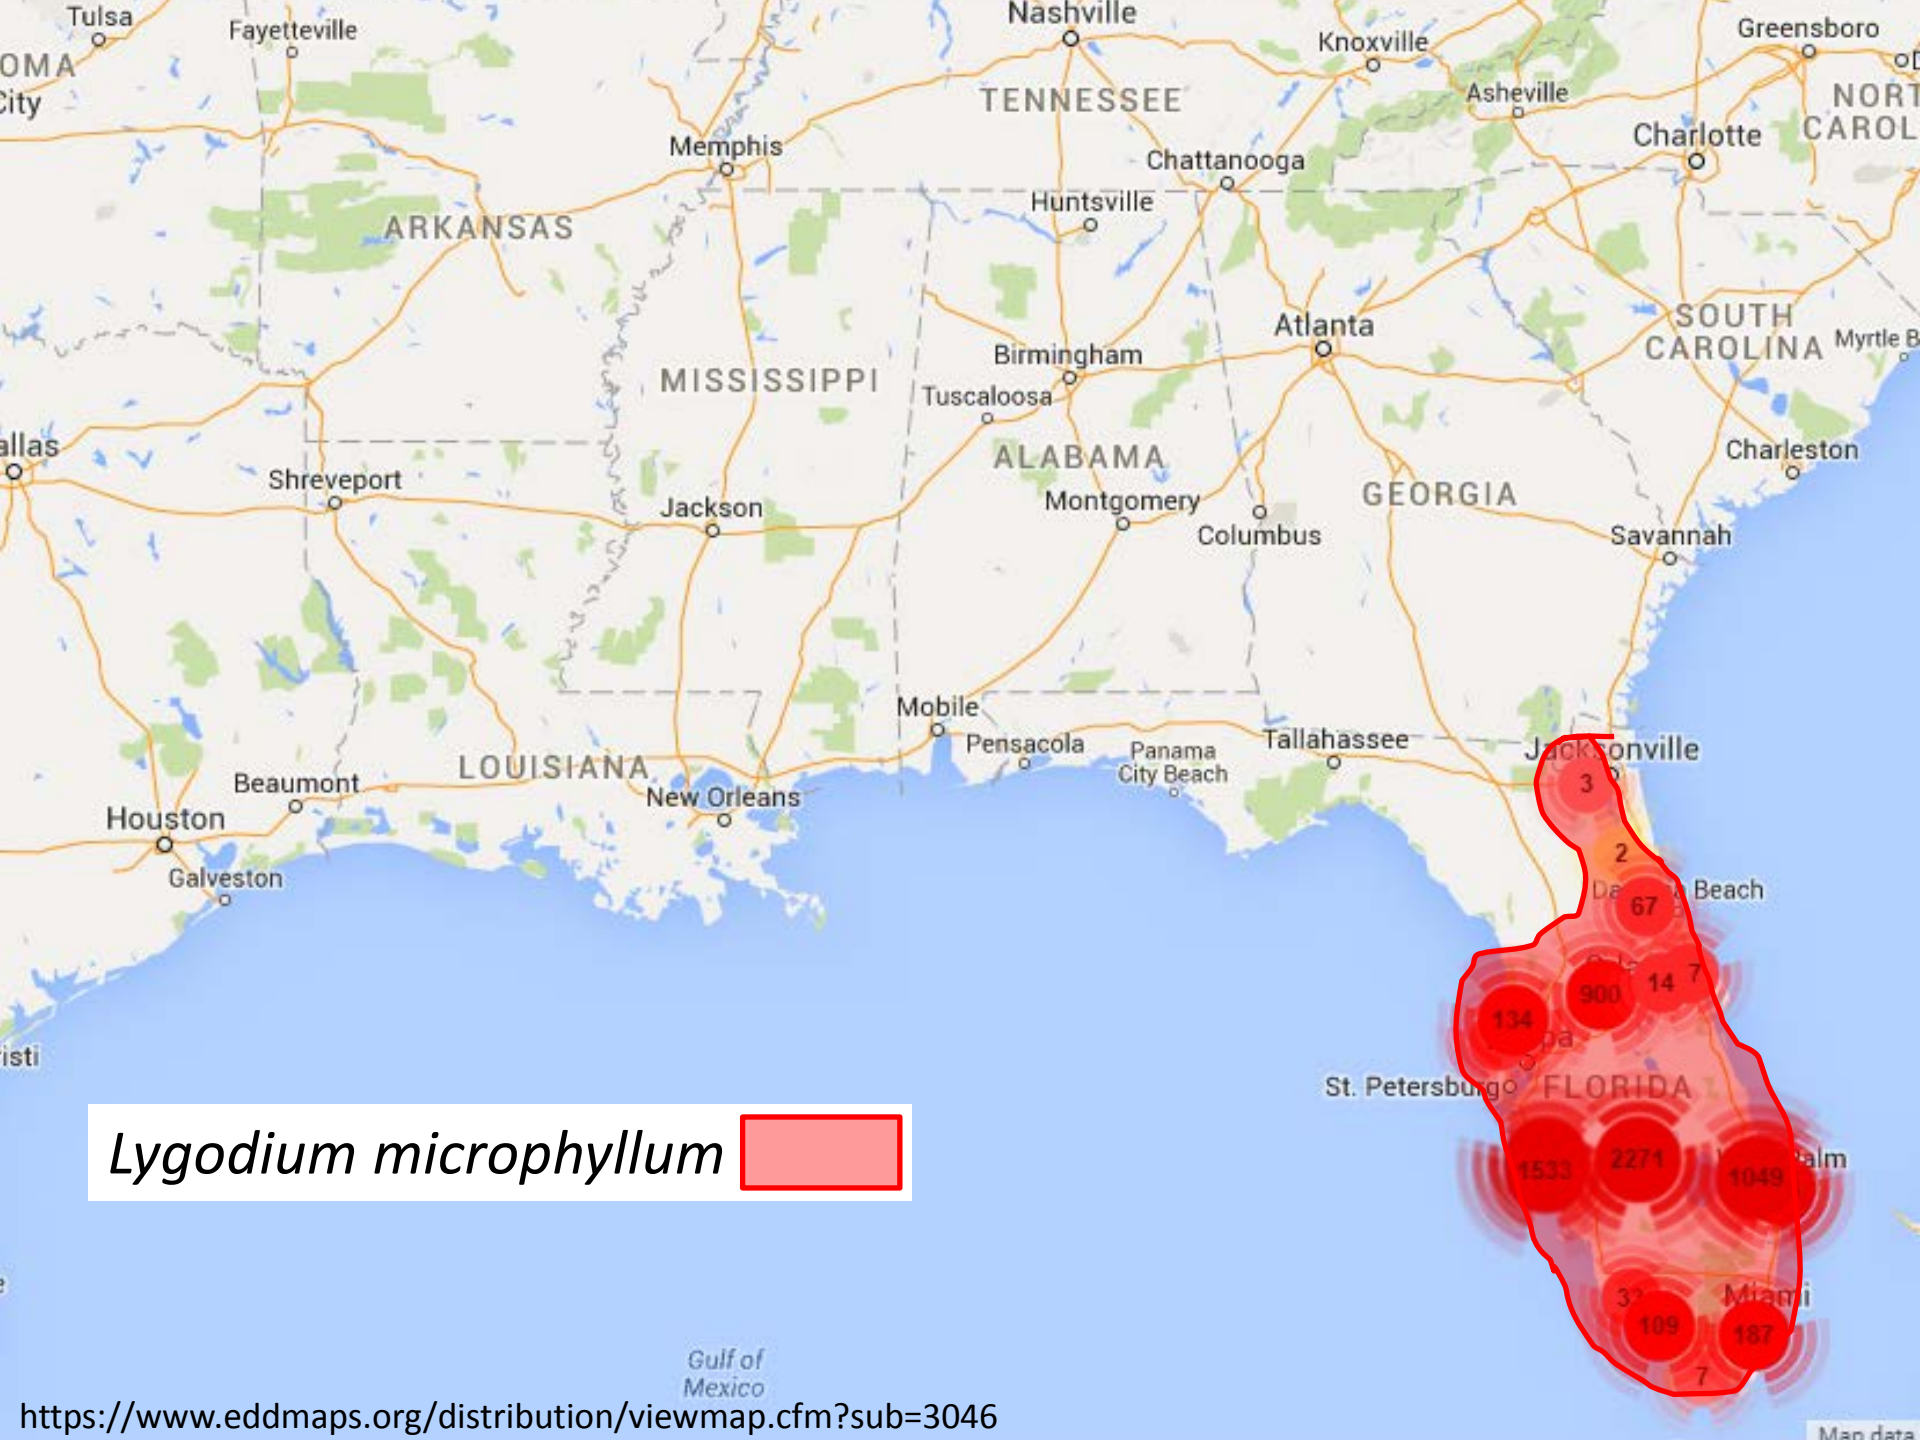 Tulsa
Fayetteville
Nashville
Knoxville
Greensboro
OMA
City
TENNESSEE
Asheville
NORT
CAROL
Memphis
Charlotte
Chattanooga
Huntsville
ARKANSAS
Atlanta
SOUTH
CAROLINA
Myrtle B
Birmingham
MISSISSIPPI
Tuscaloosa
allas
ALABAMA
Charleston
Shreveport
Jackson
Montgomery
GEORGIA
Columbus
Savannah
Mobile
Pensacola
Panama
City Beach
Tallahassee
Jacksonville
LOUISIANA
Beaumont
New Orleans
3
Houston
Galveston
2
Beach
67
7
14
900
134
pa
isti
St. Petersburg
FLORIDA
Lygodium microphyllum
1533
2271
1049
alm
Miami
109
187
7
Gulf of
Mexico
https://www.eddmaps.org/distribution/viewmap.cfm?sub=3046
Map data